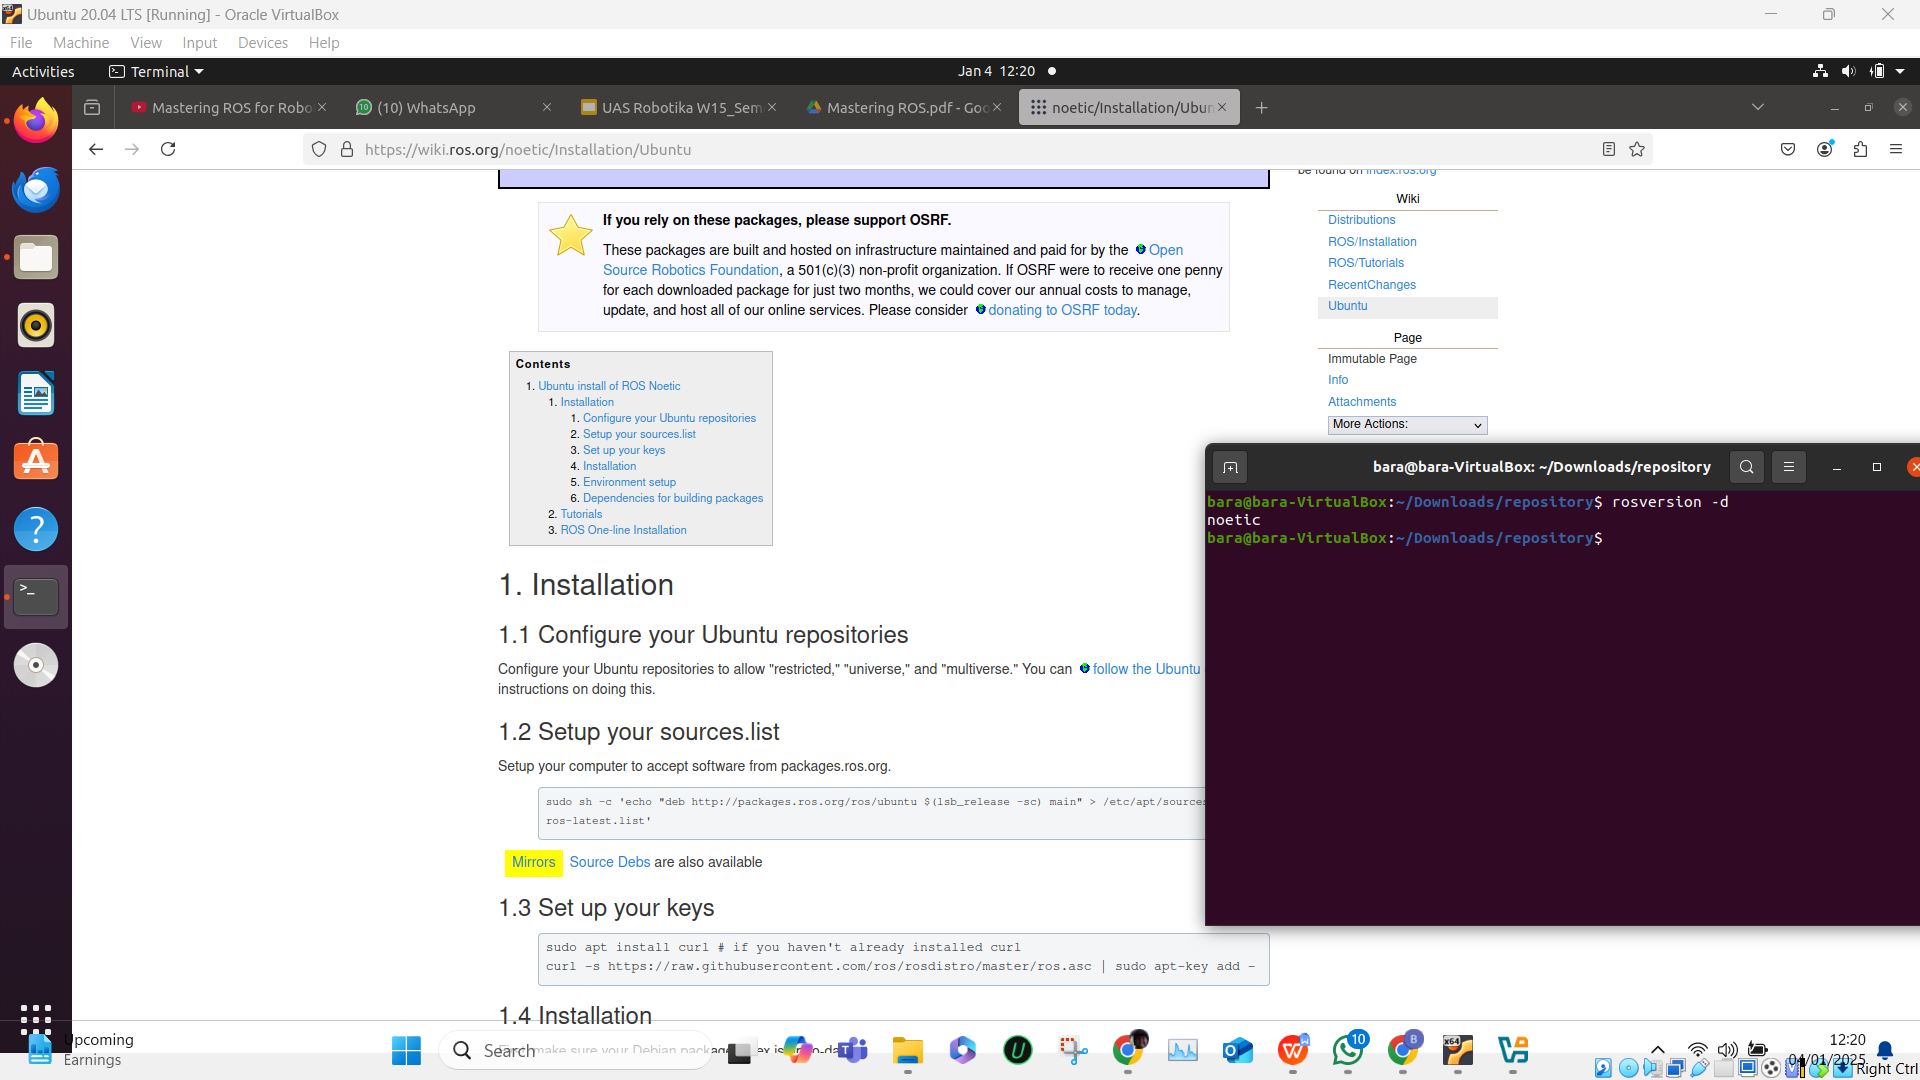 Ubuntu 20.04 LTS [Running] - Oracle VirtualBox
File Machine View Input Devices Help
Activities Terminal Jan 4 12:20
Mastering ROS for Robo (10) WhatsApp UAS Robotika W15_Sem Mastering ROS.pdf - Goo noetic/Installation/Ubun
https://wiki.ros.org/noetic/Installation/Ubuntu
be found on index.ros.org
If you rely on these packages, please support OSRF.
These packages are built and hosted on infrastructure maintained and paid for by the Open
Source Robotics Foundation, a 501(c)(3) non-profit organization. If OSRF were to receive one penny
for each downloaded package for just two months, we could cover our annual costs to manage,
update, and host all of our online services. Please consider donating to OSRF today.
Wiki
Distributions
ROS/Installation
ROS/Tutorials
RecentChanges
Ubuntu
Page
Immutable Page
Info
Attachments
More Actions:
Contents
1. Ubuntu install of ROS Noetic
1. Installation
1. Configure your Ubuntu repositories
2. Setup your sources.list
3. Set up your keys
4. Installation
5. Environment setup
6. Dependencies for building packages
2. Tutorials
3. ROS One-line Installation
1. Installation
1.1 Configure your Ubuntu repositories
Configure your Ubuntu repositories to allow "restricted," "universe," and "multiverse." You can follow the Ubuntu
instructions on doing this.
1.2 Setup your sources.list
Setup your computer to accept software from packages.ros.org.
sudo sh -c 'echo "deb http://packages.ros.org/ros/ubuntu $(lsb_release -sc) main" > /etc/apt/sources
ros-latest.list'
Mirrors Source Debs are also available
1.3 Set up your keys
sudo apt install curl # if you haven't already installed curl
curl -s https://raw.githubusercontent.com/ros/rosdistro/master/ros.asc | sudo apt-key add -
1.4 Installation
make sure your Debian packag
bara@bara-VirtualBox: ~/Downloads/repository
bara@bara-VirtualBox:~/Downloads/repository$ rosversion -d
noetic
bara@bara-VirtualBox:~/Downloads/repository$
Upcoming
Earnings
Search
10
12:20
04/01/2025
Right Ctrl